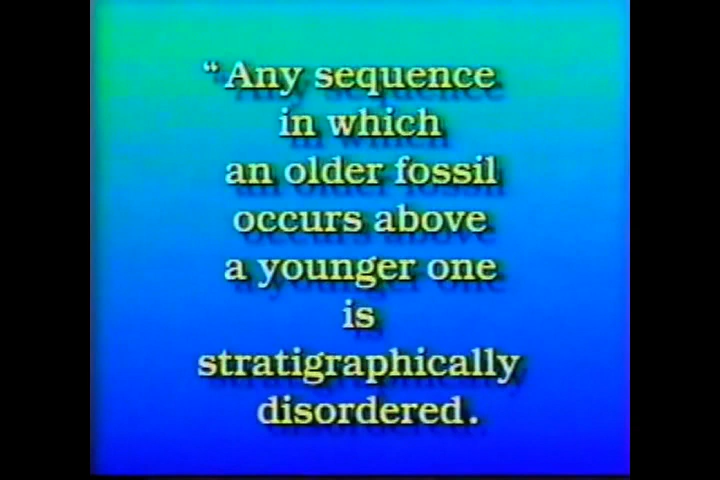 “Any sequence
in which
an older fossil
occurs above
a younger one
is
stratigraphically
disordered.